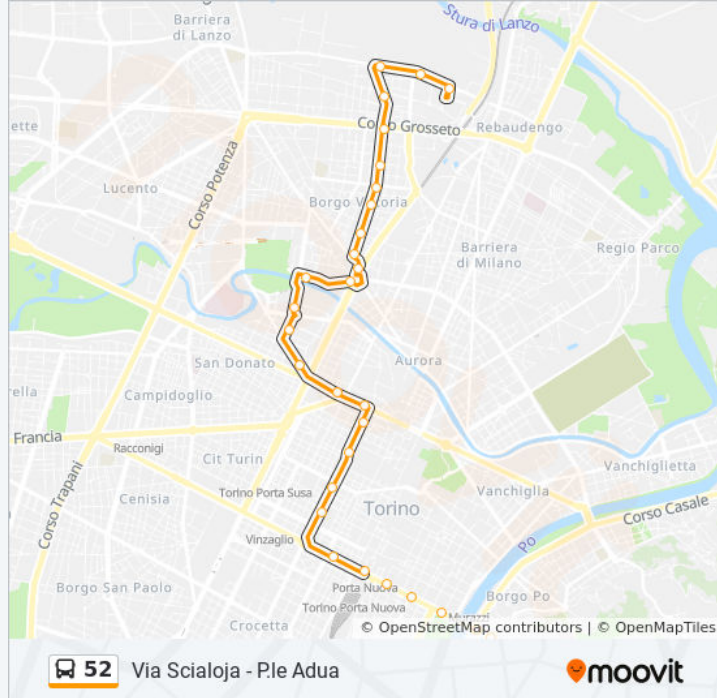 Stura di Lanzo
Barriera
di Lanzo
ette
Corso Grosseto
Rebaudengo
Corso Potenza
Lucento
Borgo Vittoria
Barriera
di Milano
Regio Parco
San Donato
Aurora
rella
Campidoglio
Francia
Racconigi
Cit Turin
Vanchiglietta
Corso Trapani
Cenisia
Torino Porta Susa
Vanchiglia
Torino
Corso Casale
Vinzaglio
Po
Borgo San Paolo
Porta Nuova
Torino Porta Nuova
Borgo Po
Murazzi
Crocetta
© OpenStreetMap contributors | © OpenMapTiles
52 Via Scialoja - P.le Adua
moovit